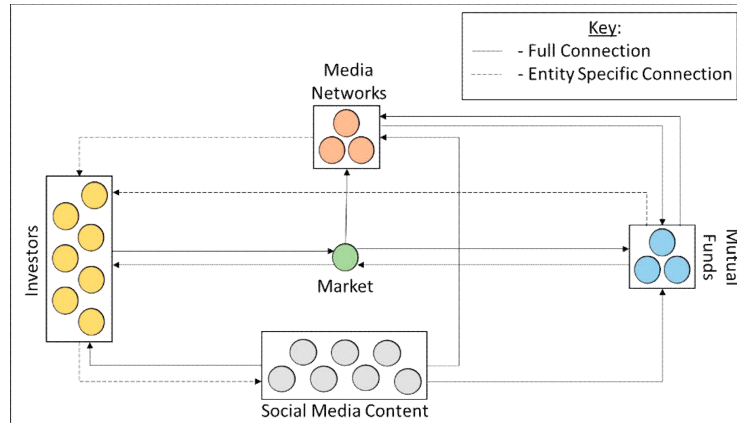 Key:
- Full Connection
- Entity Specific Connection
Media
Networks
Investors
Mutual
Funds
Market
Social Media Content